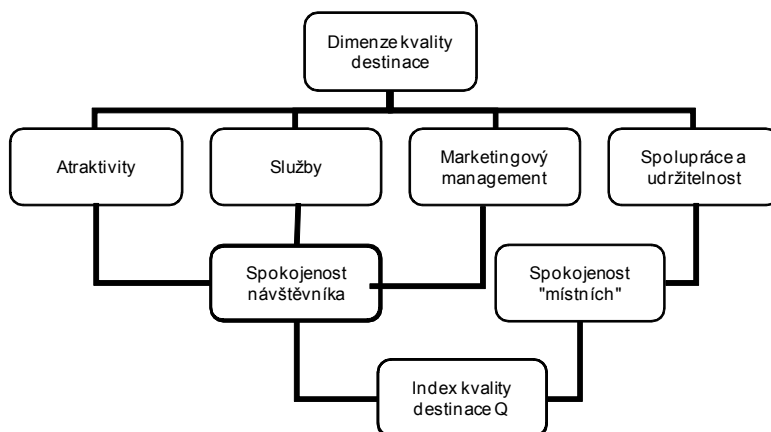 Dimenze kvality
destinace
Atraktivity
Služby
Marketingový
management
Spolupráce a
udržitelnost
Spokojenost
návštěvníka
Spokojenost
"místních"
Index kvality
destinace Q